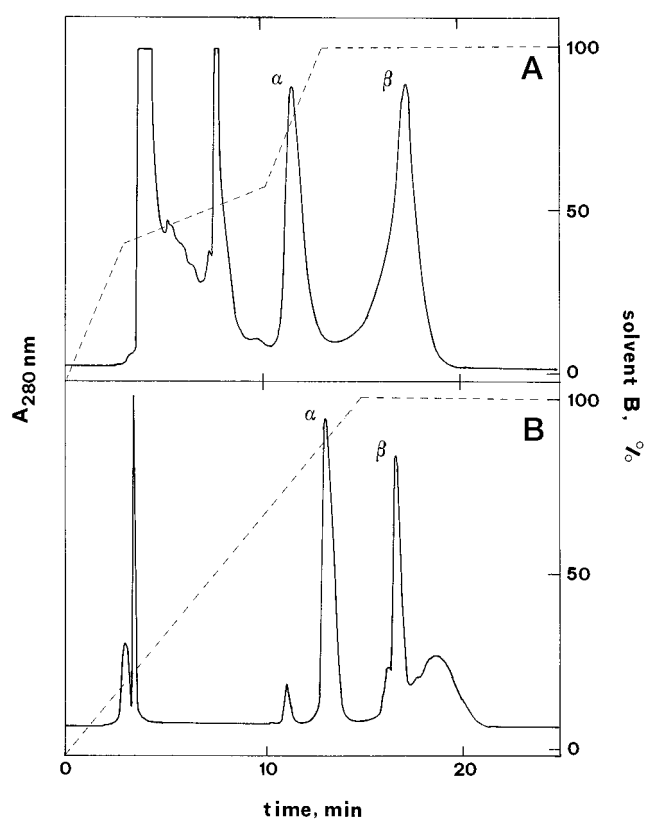 100
A
α
β
50
0
A280 nm
solvent B, %
100
B
α
β
50
0
0 10 20
time, min